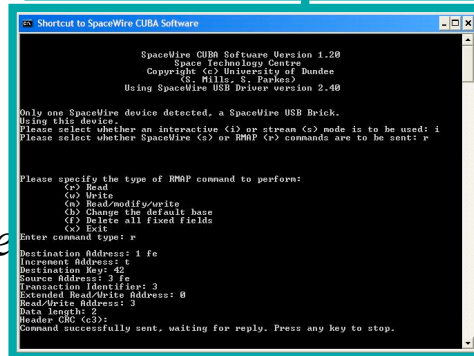 Shortcut to SpaceWire CUBA Software
SpaceWire CUBA Software Version 1.20
Space Technology Centre
Copyright (c) University of Dundee
(S. Mills, S. Parkes)
Using SpaceWire USB Driver version 2.40
Only one SpaceWire device detected, a SpaceWire USB Brick.
Using this device.
Please select whether an interactive (i) or stream (s) mode is to be used: i
Please select whether SpaceWire (s) or RMAP (r) commands are to be sent: r
Please specify the type of RMAP command to perform:
(r) Read
(w) Write
(m) Read/modify/write
(b) Change the default base
(f) Delete all fixed fields
(x) Exit
Enter command type: r
Destination Address: 1 fe
Increment Address: t
Destination Key: 42
Source Address: 3 fe
Transaction Identifier: 3
Extended Read/Write Address: 0
Read/Write Address: 3
Data length: 2
Header CRC (c3):
Command successfully sent, waiting for reply. Press any key to stop.